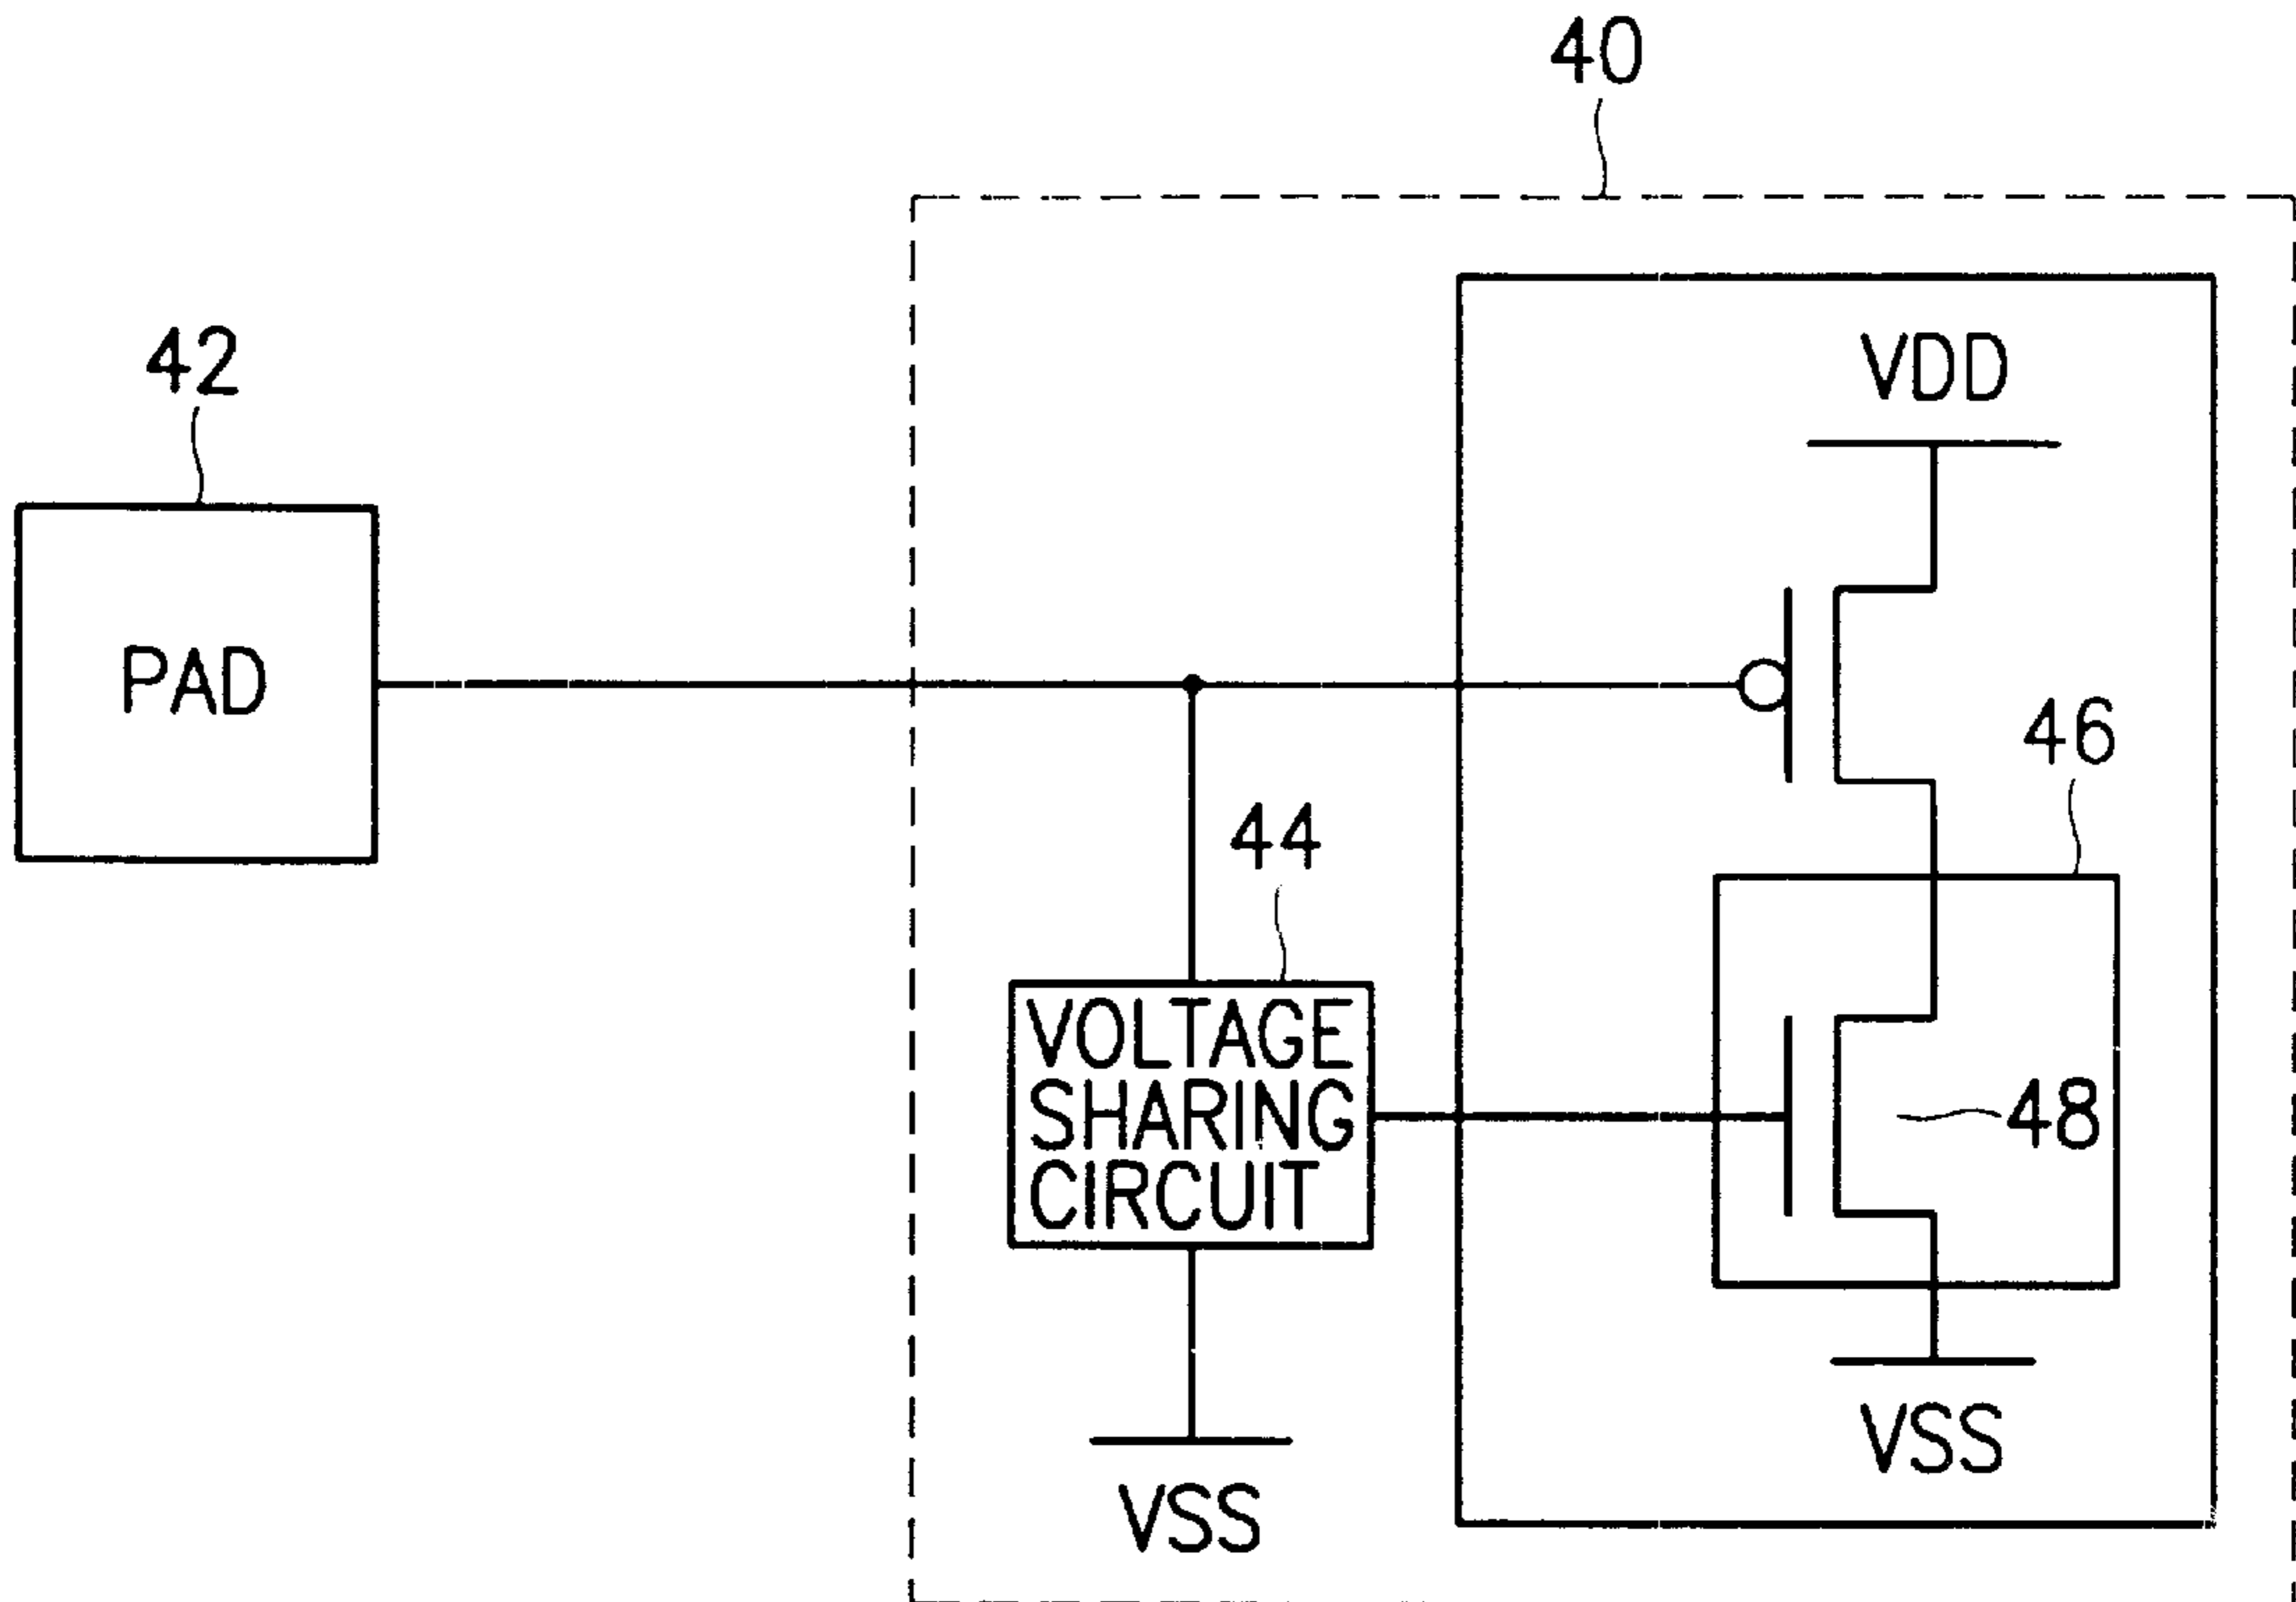 40
42
VDD
PAD
46
44
VOLTAGE
SHARING
CIRCUIT
48
VSS
VSS